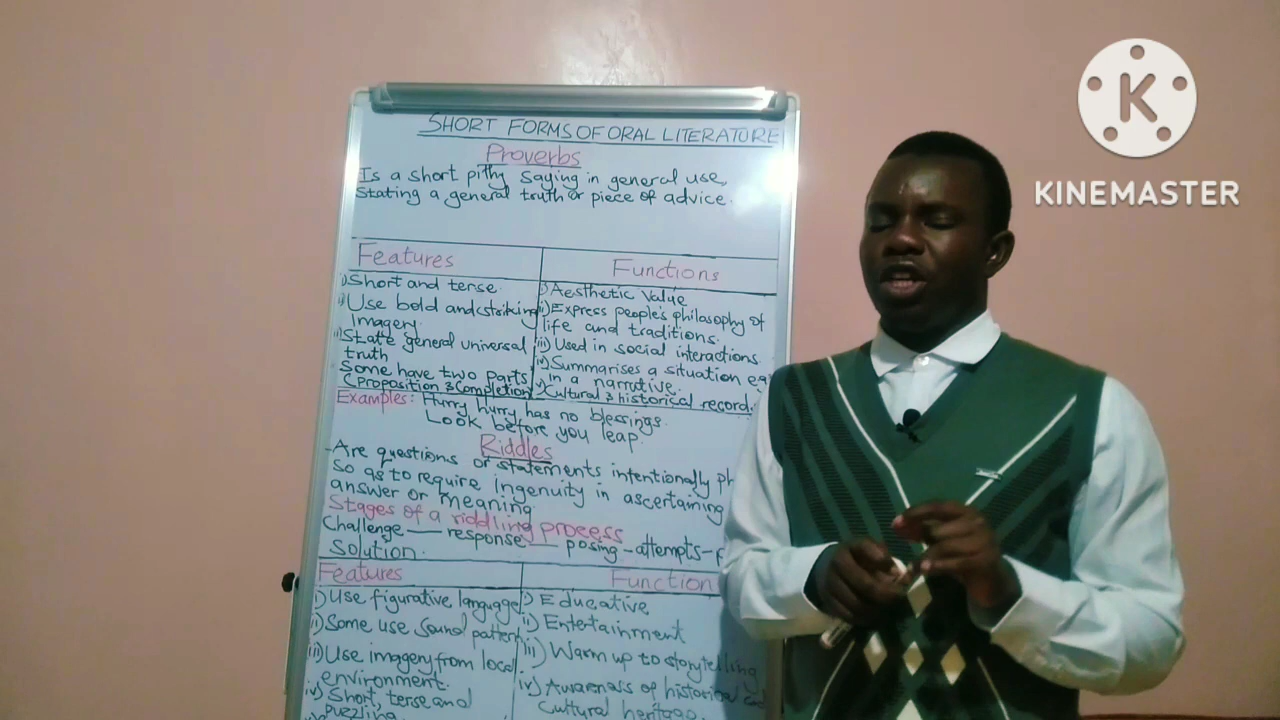 SHORT FORMS OF ORAL LITERATURE
Proverbs
Is a short pithy saying in general use,
stating a general truth or piece of advice.
Features
i) Short and terse.
ii) Use bold and striking
Imagery.
iii) State general universal
truth
Some have two parts
(Proposition & Completion)
Functions
i) Aesthetic Value
ii) Express people's philosophy of
life and traditions.
iii) Used in social interactions.
iv) Summarises a situation
in a narrative.
v) Cultural & historical record.
Examples: Hurry hurry has no blessings.
Look before you leap.
Riddles
- Are questions or statements intentionally
so as to require ingenuity in ascertaining
answer or meaning
Stages of a riddling process
Challenge — response — posing - attempts -
Solution.
Features
i) Use figurative language
ii) Some use sound
iii) Use imagery from local
environment.
iv) Short, terse and
puzzling
Function
i) Educative
ii) Entertainment
iii) Warm up to storytelling
iv) Awarness of historical and
cultural heritage.
K
KINEMASTER